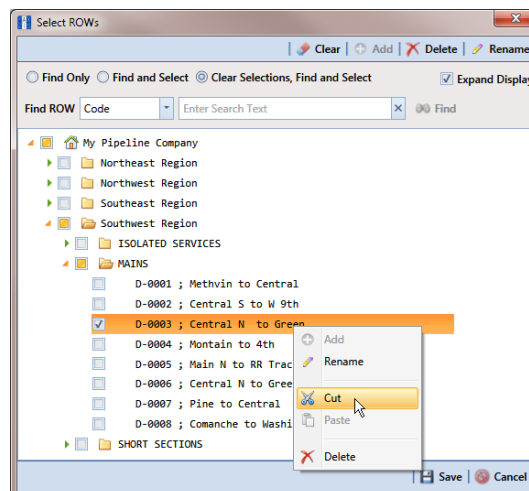 Select ROWs
Clear Add Delete Rename
Find Only Find and Select Clear Selections, Find and Select Expand Display
Find ROW Code Enter Search Text Find
My Pipeline Company
Northeast Region
Northwest Region
Southeast Region
Southwest Region
ISOLATED SERVICES
MAINS
D-0001 ; Methvin to Central
D-0002 ; Central S to W 9th
D-0003 ; Central N to Green
Add
D-0004 ; Montain to 4th
Rename
D-0005 ; Main N to RR Trac
D-0006 ; Central N to Gree
Cut
D-0007 ; Pine to Central
Paste
D-0008 ; Comanche to Washi
SHORT SECTIONS
Delete
Save Cancel